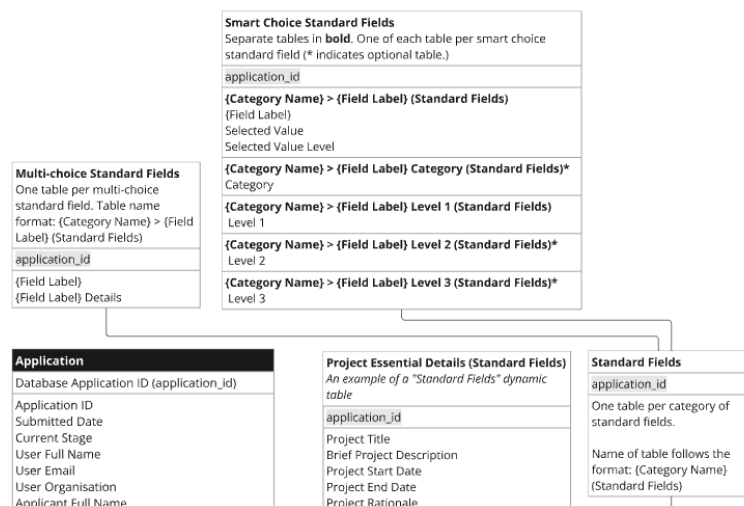 Smart Choice Standard Fields
Separate tables in bold. One of each table per smart choice
standard field (* indicates optional table.)
application_id
{Category Name} > {Field Label} (Standard Fields)
{Field Label}
Selected Value
Selected Value Level
{Category Name} > {Field Label} Category (Standard Fields)*
Category
{Category Name} > {Field Label} Level 1 (Standard Fields)
Level 1
{Category Name} > {Field Label} Level 2 (Standard Fields)*
Level 2
{Category Name} > {Field Label} Level 3 (Standard Fields)*
Level 3
Multi-choice Standard Fields
One table per multi-choice
standard field. Table name
format: {Category Name} > {Field
Label} (Standard Fields)
application_id
{Field Label}
{Field Label} Details
Application
Database Application ID (application_id)
Application ID
Submitted Date
Current Stage
User Full Name
User Email
User Organisation
Applicant Full Name
Project Essential Details (Standard Fields)
An example of a "Standard Fields" dynamic
table
application_id
Project Title
Brief Project Description
Project Start Date
Project End Date
Project Rationale
Standard Fields
application_id
One table per category of
standard fields.
Name of table follows the
format: {Category Name}
(Standard Fields)